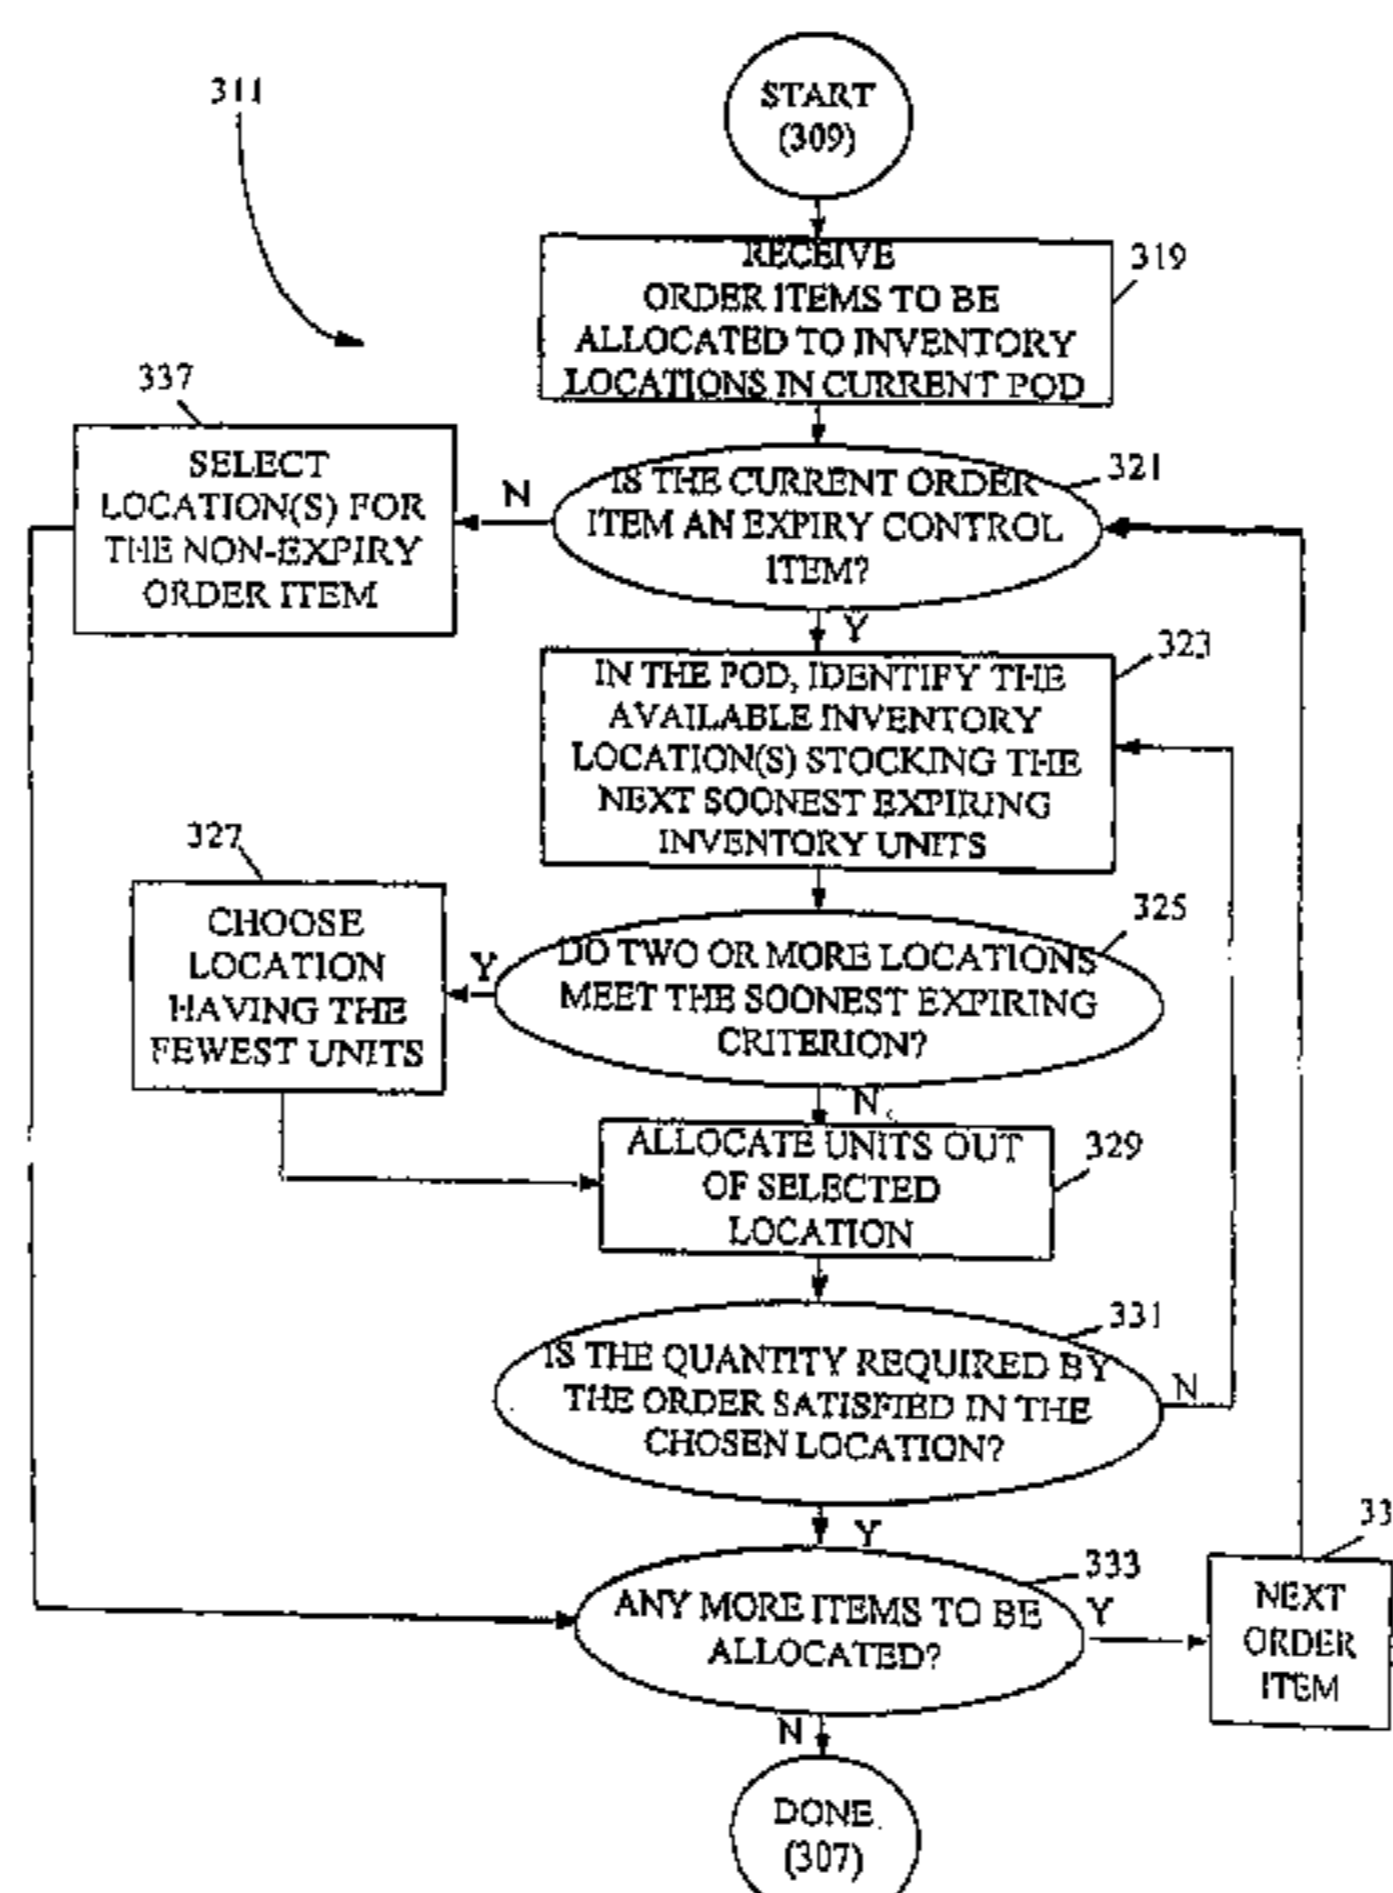 311
START
(309)
RECEIVE
ORDER ITEMS TO BE
ALLOCATED TO INVENTORY
LOCATIONS IN CURRENT POD
319
337
SELECT
LOCATION(S) FOR
THE NON-EXPIRY
ORDER ITEM
N
IS THE CURRENT ORDER
ITEM AN EXPIRY CONTROL
ITEM?
321
Y
IN THE POD, IDENTIFY THE
AVAILABLE INVENTORY
LOCATION(S) STOCKING THE
NEXT SOONEST EXPIRING
INVENTORY UNITS
323
327
CHOOSE
LOCATION
HAVING THE
FEWEST UNITS
Y
DO TWO OR MORE LOCATIONS
MEET THE SOONEST EXPIRING
CRITERION?
325
N
ALLOCATE UNITS OUT
OF SELECTED
LOCATION
329
IS THE QUANTITY REQUIRED BY
THE ORDER SATISFIED IN THE
CHOSEN LOCATION?
331
N
Y
ANY MORE ITEMS TO BE
ALLOCATED?
333
Y
33
NEXT
ORDER
ITEM
N
DONE
(307)